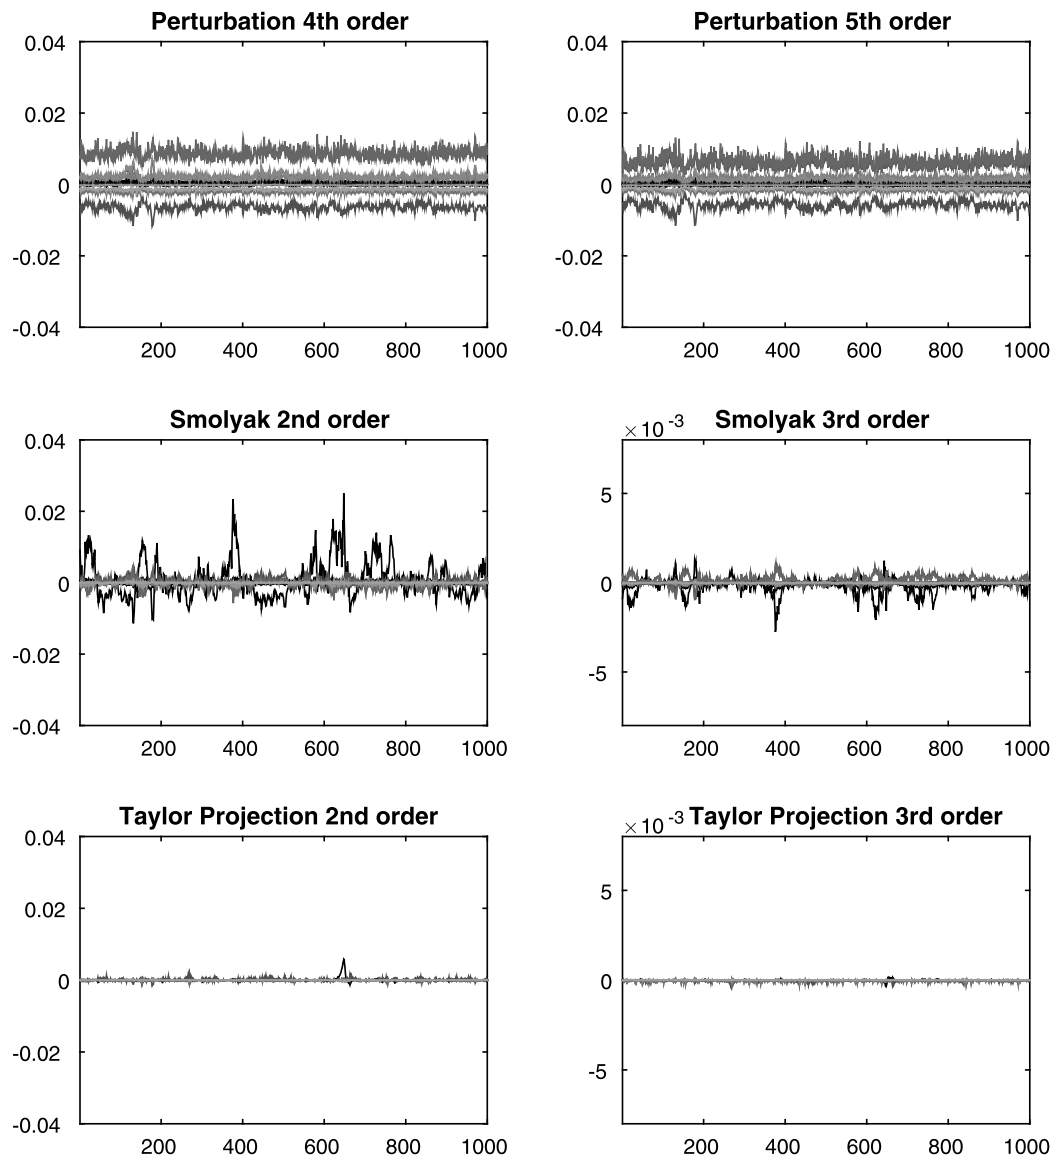 Perturbation 4th order
0.04
0.02
0
-0.02
-0.04
200 400 600 800 1000
Perturbation 5th order
0.04
0.02
0
-0.02
-0.04
200 400 600 800 1000
Smolyak 2nd order
0.04
0.02
0
-0.02
-0.04
200 400 600 800 1000
Smolyak 3rd order
×10 -3
5
0
-5
200 400 600 800 1000
Taylor Projection 2nd order
0.04
0.02
0
-0.02
-0.04
200 400 600 800 1000
Taylor Projection 3rd order
×10 -3
5
0
-5
200 400 600 800 1000